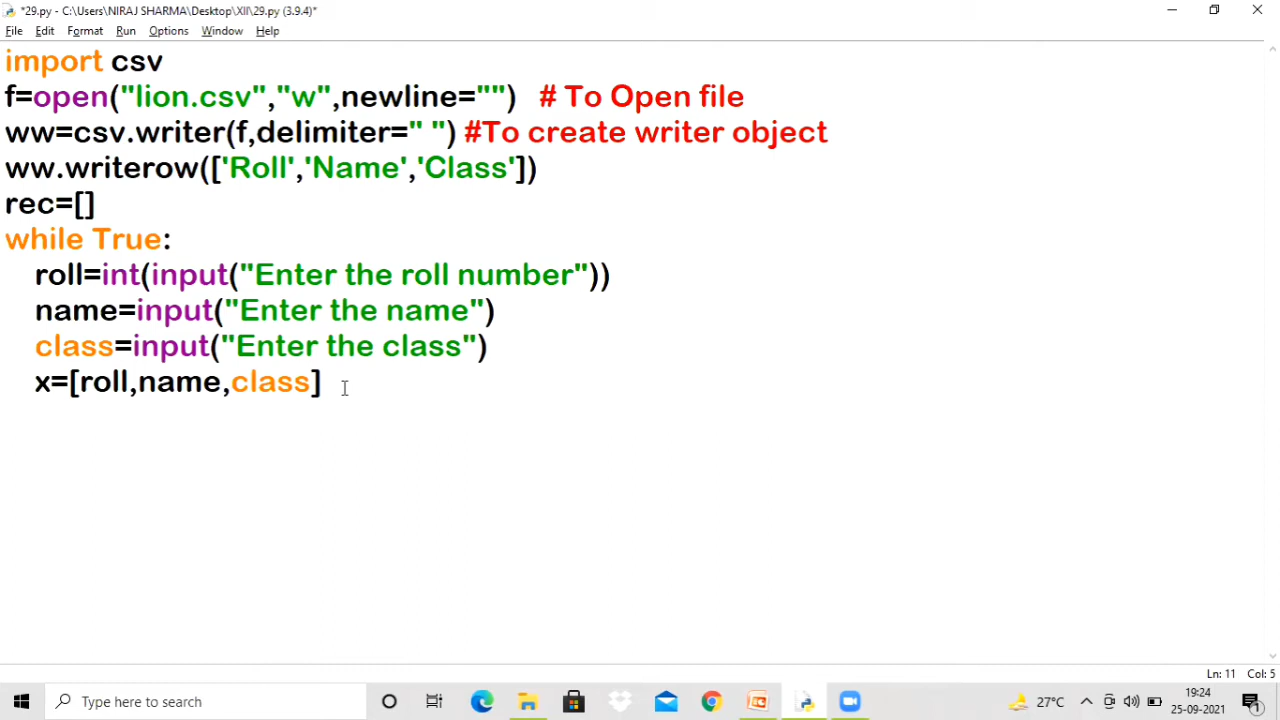 *29.py - C:\Users\NIRAJ SHARMA\Desktop\XII\29.py (3.9.4)*
File Edit Format Run Options Window Help
import csv
f=open("lion.csv","w",newline="") # To Open file
ww=csv.writer(f,delimiter=" ") #To create writer object
ww.writerow(['Roll','Name','Class'])
rec=[]
while True:
    roll=int(input("Enter the roll number"))
    name=input("Enter the name")
    class=input("Enter the class")
    x=[roll,name,class]
Ln: 11 Col: 5
Type here to search
27°C
19:24
25-09-2021
1